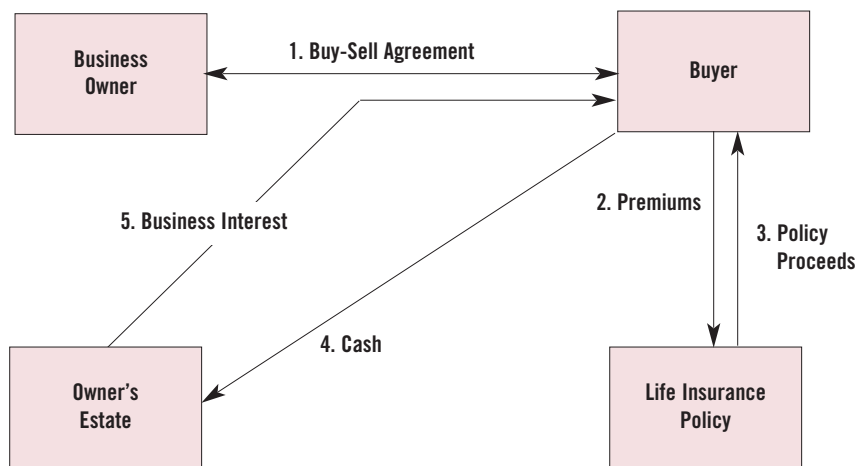 Business
Owner
1. Buy-Sell Agreement
Buyer
5. Business Interest
2. Premiums
3. Policy
Proceeds
4. Cash
Owner’s
Estate
Life Insurance
Policy